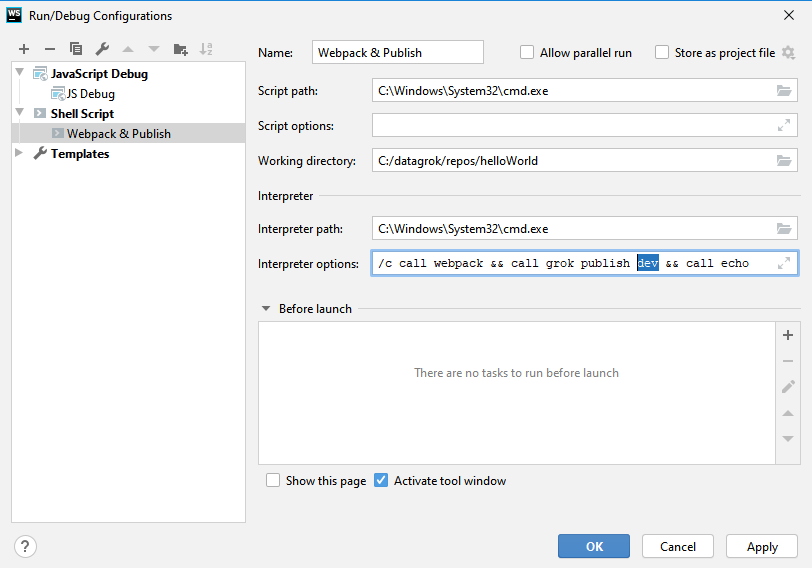 WS Run/Debug Configurations
Name: Webpack & Publish Allow parallel run Store as project file
JavaScript Debug
JS Debug
Shell Script
Webpack & Publish
Templates
Script path: C:\Windows\System32\cmd.exe
Script options:
Working directory: C:/datagrok/repos/helloWorld
Interpreter
Interpreter path: C:\Windows\System32\cmd.exe
Interpreter options: /c call webpack && call grok publish dev && call echo
Before launch
There are no tasks to run before launch
Show this page Activate tool window
? OK Cancel Apply